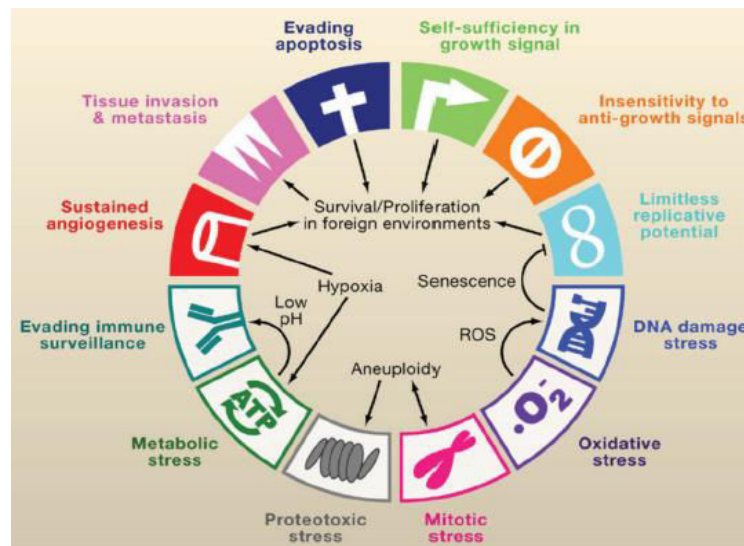 Evading
apoptosis
Self-sufficiency in
growth signal
Tissue invasion
& metastasis
Insensitivity to
anti-growth signals
Sustained
angiogenesis
Survival/Proliferation
in foreign environments
Limitless
replicative
potential
Hypoxia
Senescence
Low
pH
Evading immune
surveillance
ROS
DNA damage
stress
Aneuploidy
ATP
•O2-
Metabolic
stress
Oxidative
stress
Proteotoxic
stress
Mitotic
stress